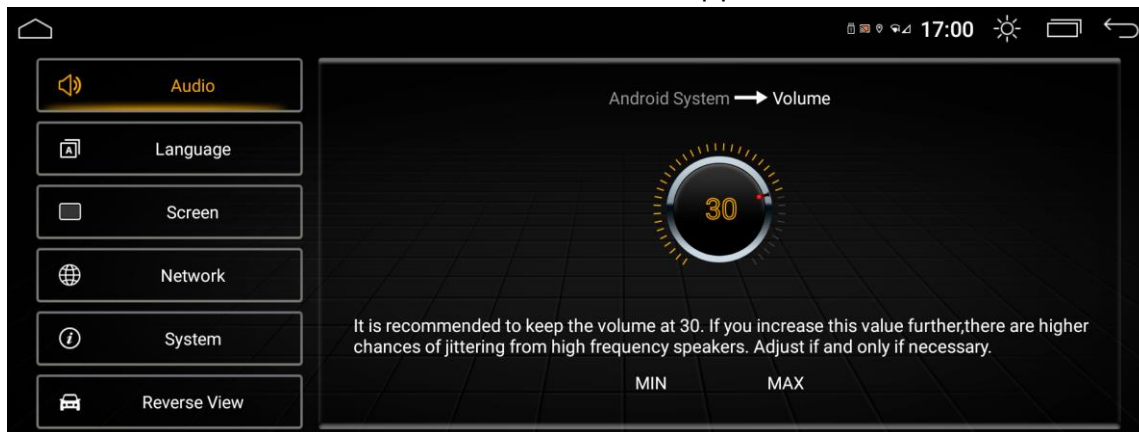 17:00
Audio
Language
Screen
Network
System
Reverse View
Android System → Volume
30
It is recommended to keep the volume at 30. If you increase this value further,there are higher
chances of jittering from high frequency speakers. Adjust if and only if necessary.
MIN MAX